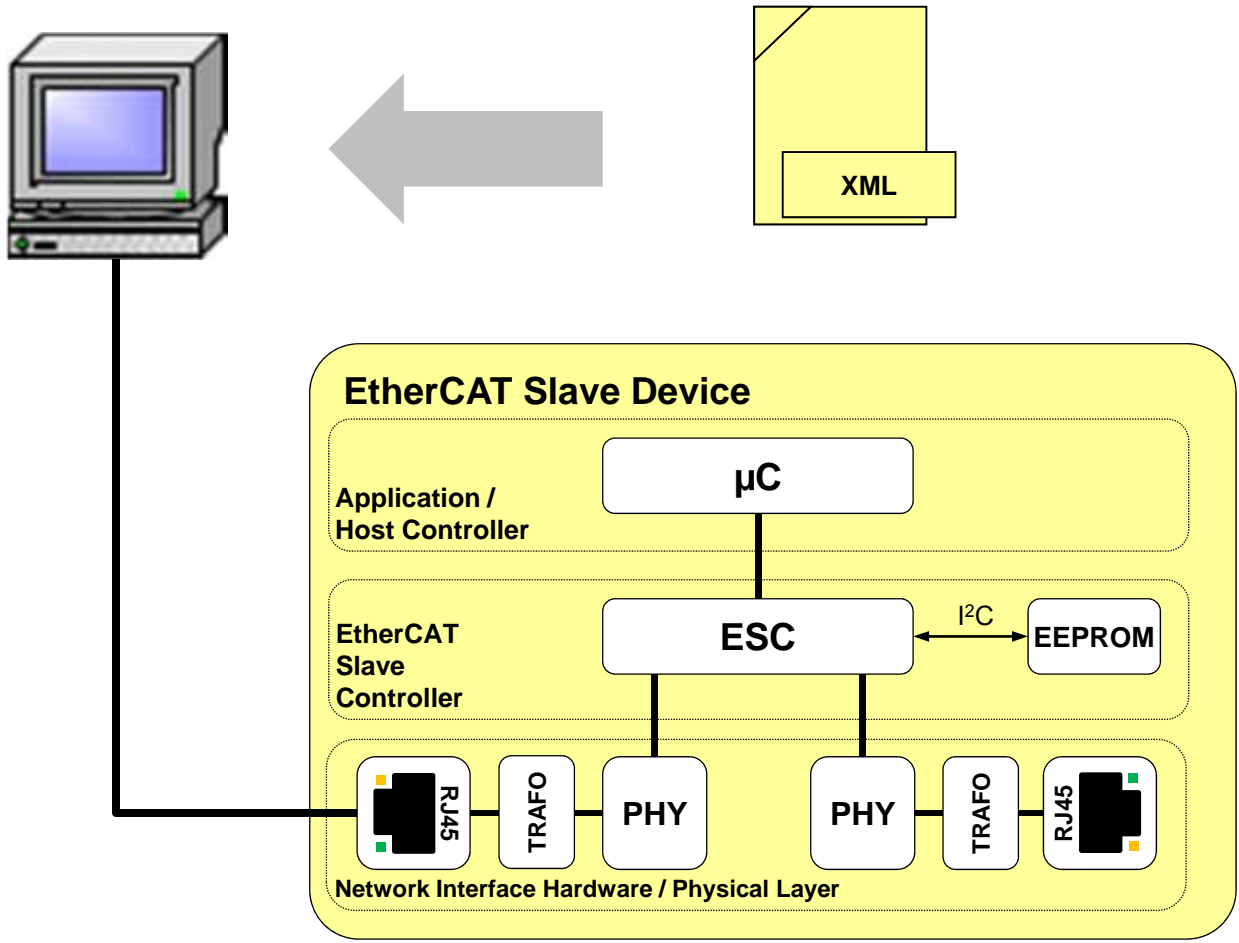 XML
EtherCAT Slave Device
µC
Application /
Host Controller
ESC
I²C
EEPROM
EtherCAT
Slave
Controller
RJ45
TRAFO
PHY
PHY
TRAFO
RJ45
Network Interface Hardware / Physical Layer